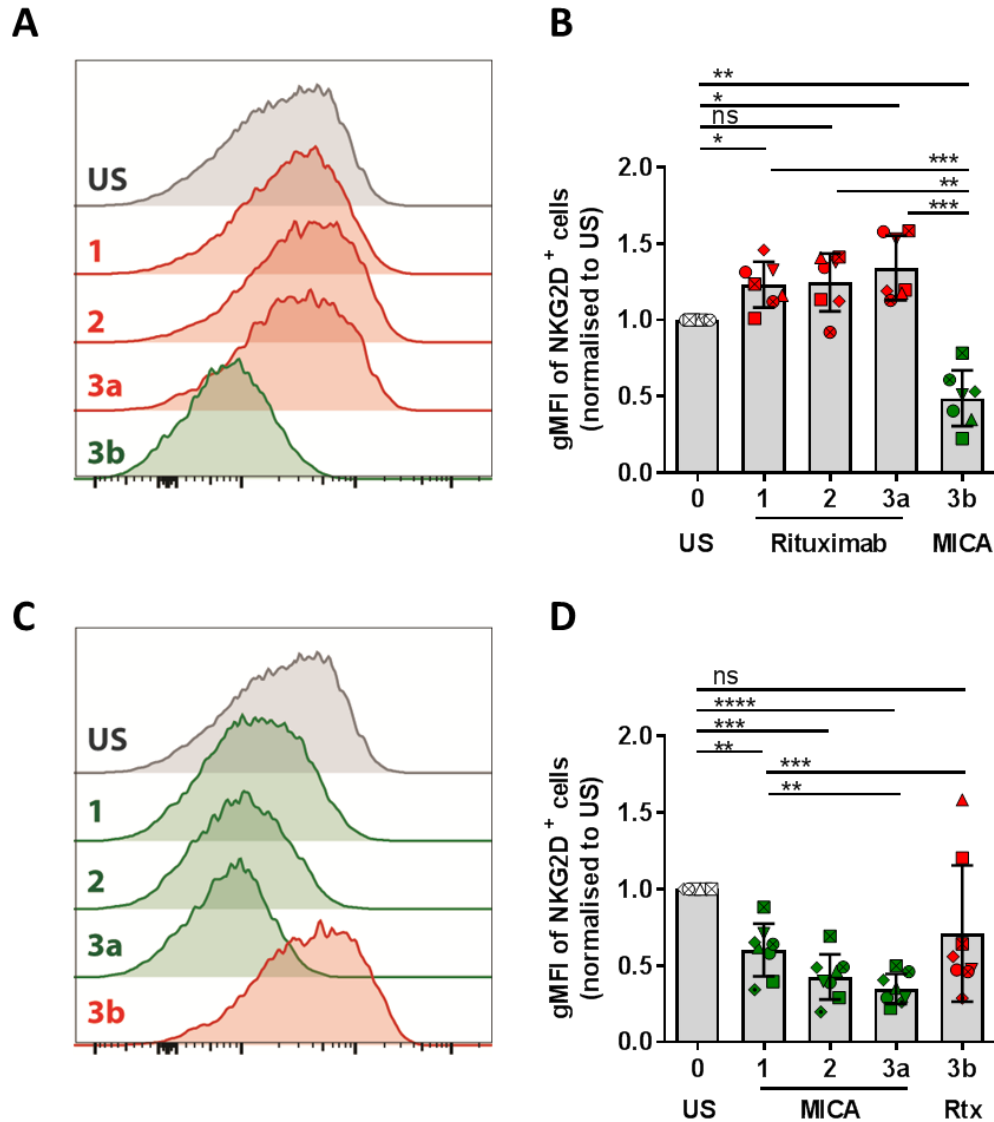 A
US
1
2
3a
3b
B
**
*
ns
*
***
**
***
gMFI of NKG2D + cells
(normalised to US)
2.0
1.5
1.0
0.5
0.0
0 1 2 3a 3b
US Rituximab MICA
C
US
1
2
3a
3b
D
ns
****
***
**
***
**
gMFI of NKG2D + cells
(normalised to US)
2.0
1.5
1.0
0.5
0.0
0 1 2 3a 3b
US MICA Rtx